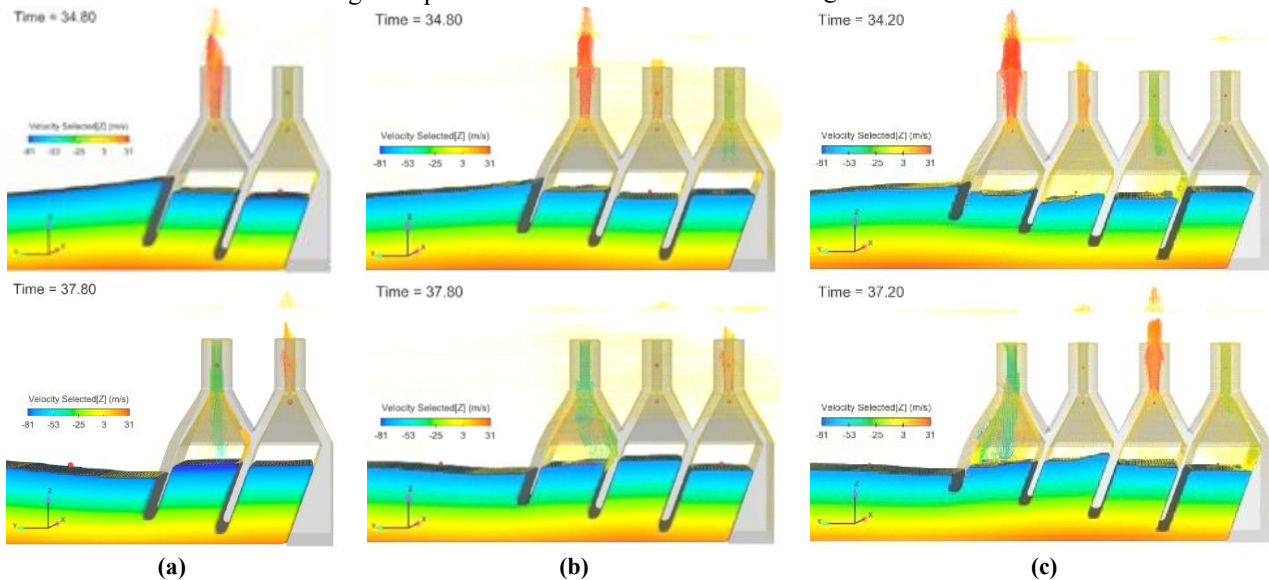 Time = 34.80
Velocity Selected[Z] (m/s)
-81 -53 -25 3 31
Z
Y X
Time = 34.80
Velocity Selected[Z] (m/s)
-81 -53 -25 3 31
Z
Y X
Time = 34.20
Velocity Selected[Z] (m/s)
-81 -53 -25 3 31
Z
Y X
Time = 37.80
Velocity Selected[Z] (m/s)
-81 -53 -25 3 31
Z
Y X
Time = 37.80
Velocity Selected[Z] (m/s)
-81 -53 -25 3 31
Z
Y X
Time = 37.20
Velocity Selected[Z] (m/s)
-81 -53 -25 3 31
Z
Y X
(a)
(b)
(c)